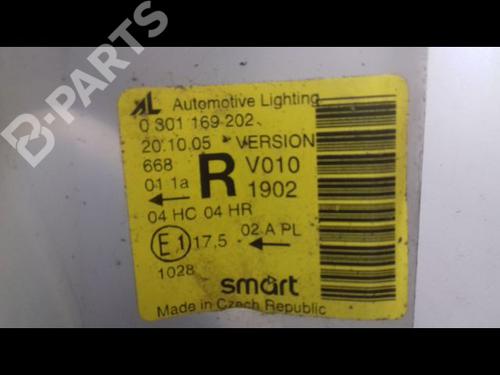 B-PARTS
AL Automotive Lighting
0 301 169 202
20.10.05 VERSION
668 R V010
01 1a 1902
04 HC 04 HR
E1 17,5 02 A PL
1028
smart
Made in Czech Republic
B-PARTS